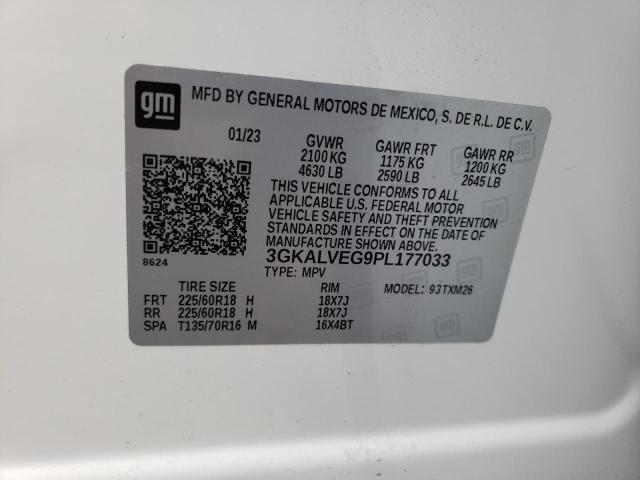 gm
MFD BY GENERAL MOTORS DE MEXICO, S. DE R.L. DE C.V.
01/23 GVWR GAWR FRT GAWR RR
2100 KG 1175 KG 1200 KG
4630 LB 2590 LB 2645 LB
THIS VEHICLE CONFORMS TO ALL
APPLICABLE U.S. FEDERAL MOTOR
VEHICLE SAFETY AND THEFT PREVENTION
STANDARDS IN EFFECT ON THE DATE OF
MANUFACTURE SHOWN ABOVE.
8624
3GKALVEG9PL177033
TYPE: MPV
TIRE SIZE RIM MODEL: 93TXM26
FRT 225/60R18 H 18X7J
RR 225/60R18 H 18X7J
SPA T135/70R16 M 16X4BT